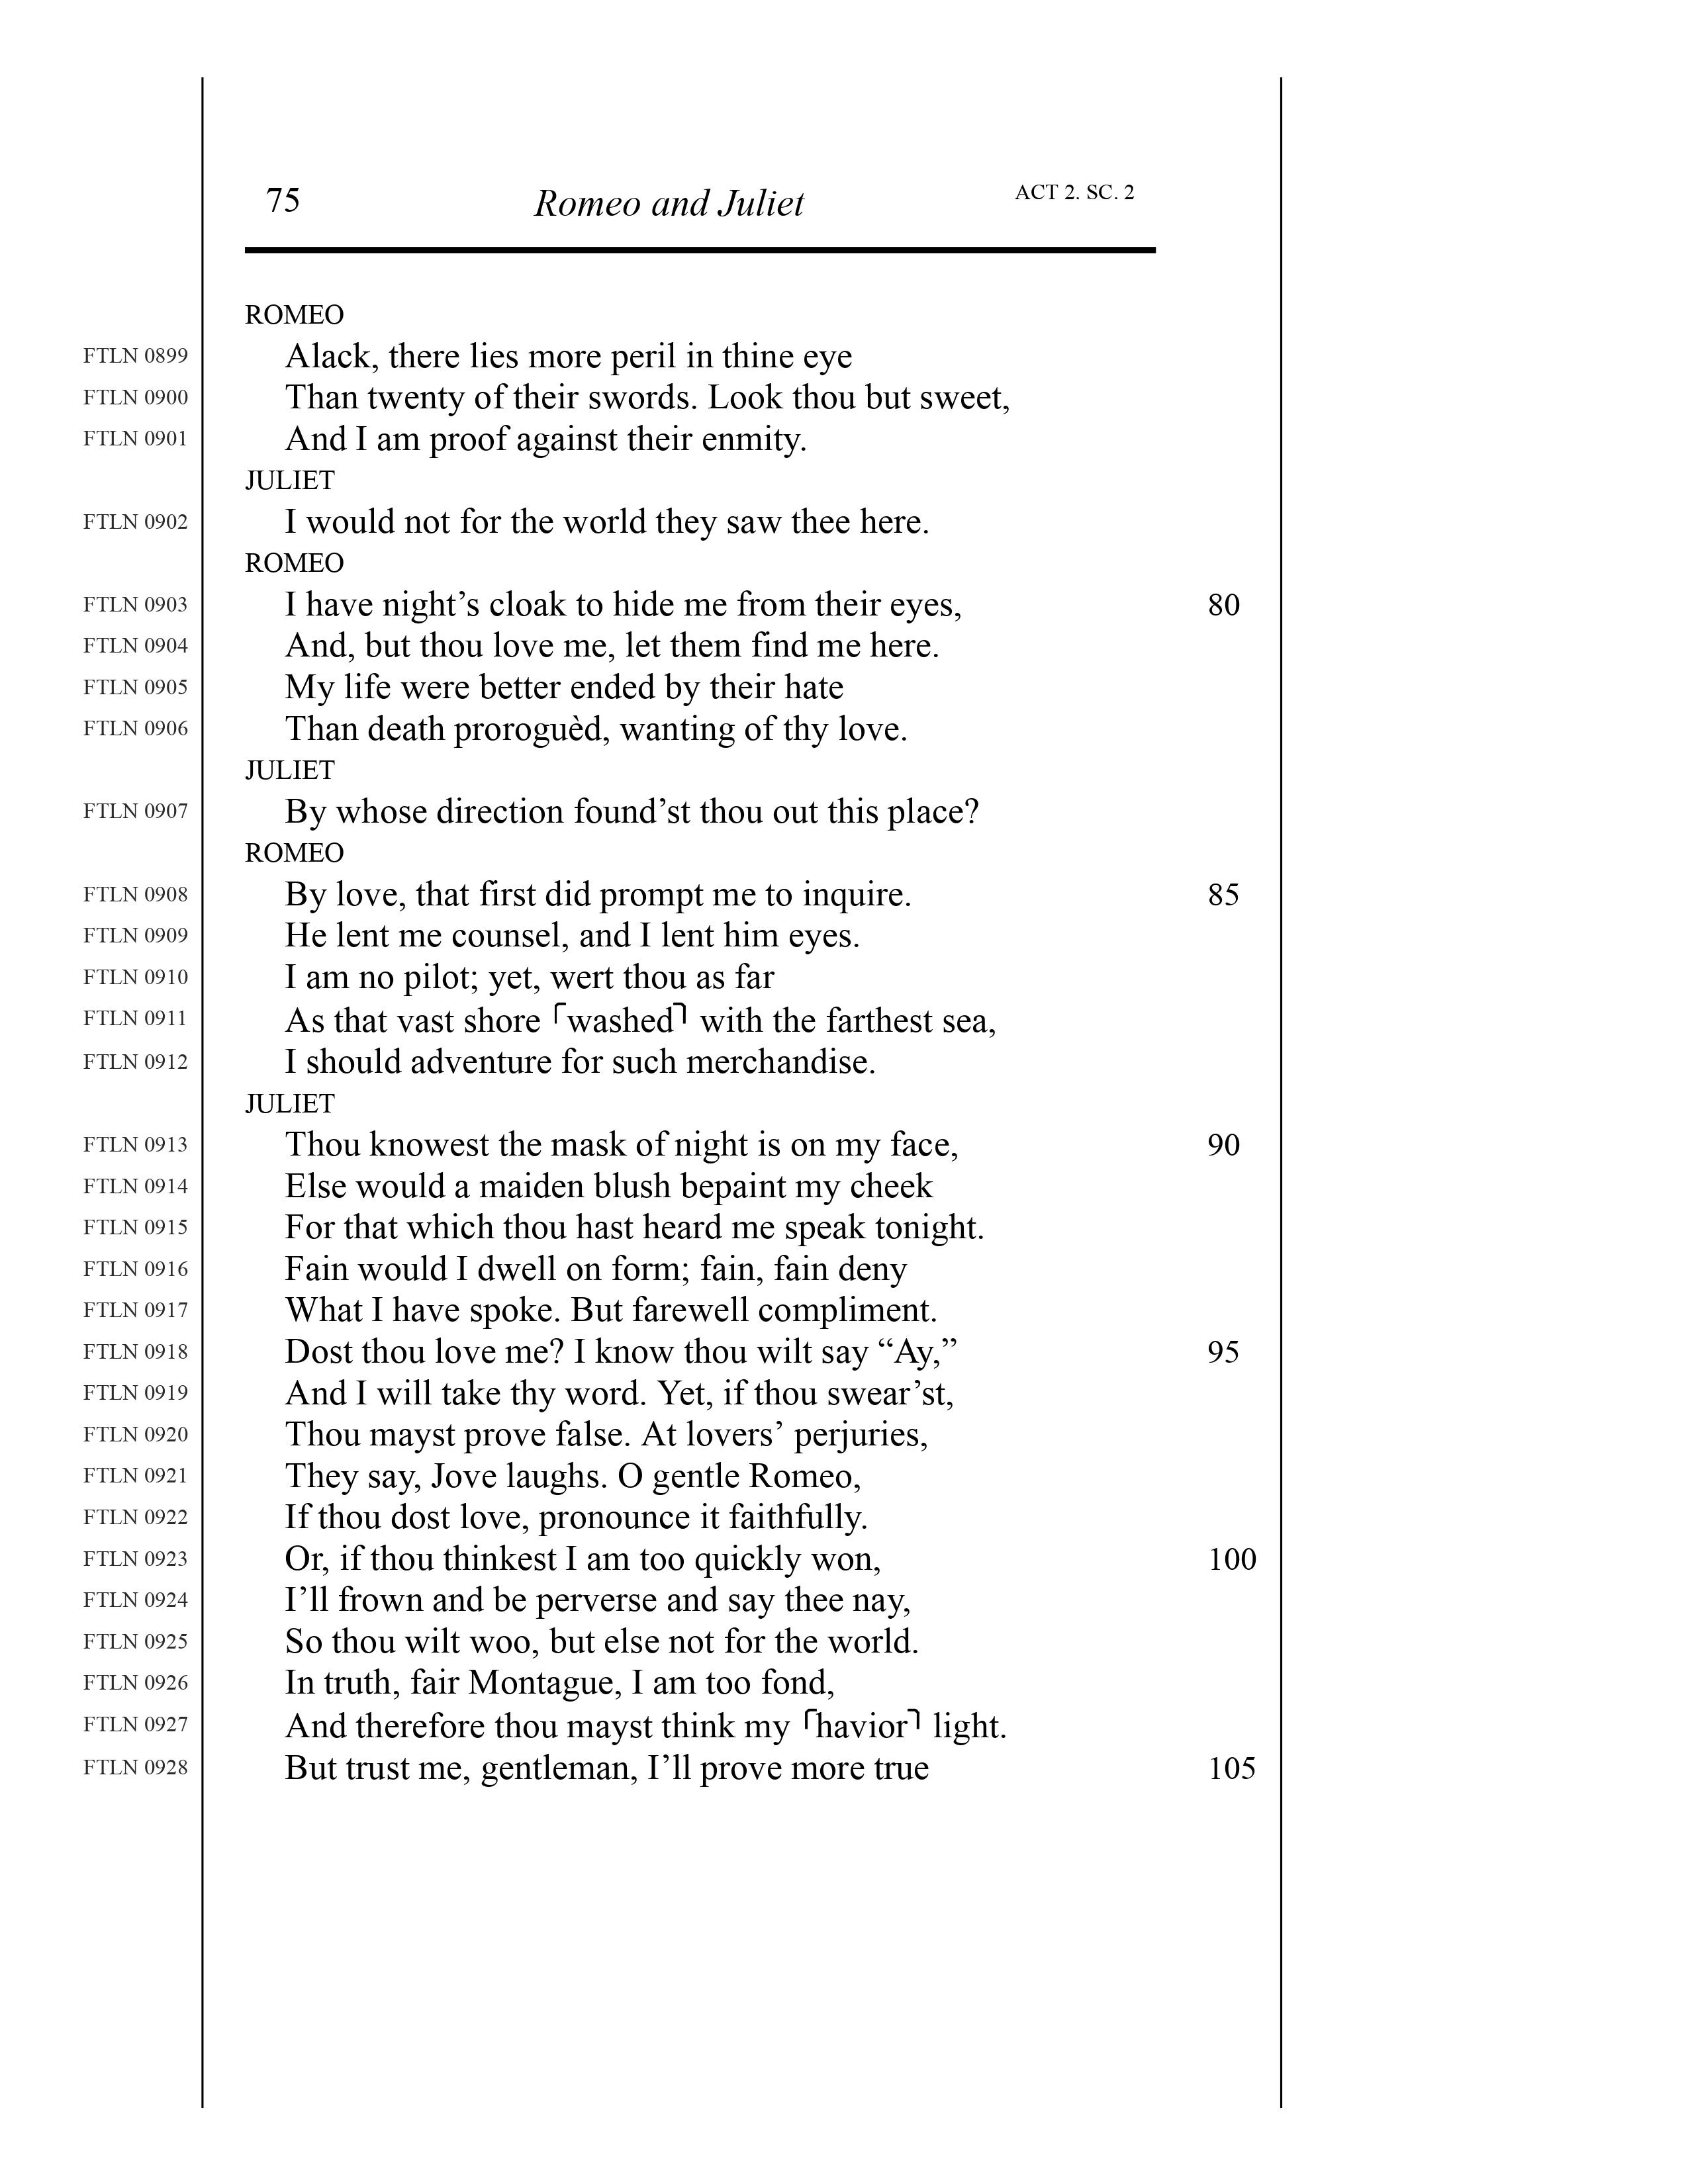 75 Romeo and Juliet ACT 2. SC. 2
ROMEO
FTLN 0899 Alack, there lies more peril in thine eye
FTLN 0900 Than twenty of their swords. Look thou but sweet,
FTLN 0901 And I am proof against their enmity.
JULIET
FTLN 0902 I would not for the world they saw thee here.
ROMEO
FTLN 0903 I have night’s cloak to hide me from their eyes, 80
FTLN 0904 And, but thou love me, let them find me here.
FTLN 0905 My life were better ended by their hate
FTLN 0906 Than death proroguèd, wanting of thy love.
JULIET
FTLN 0907 By whose direction found’st thou out this place?
ROMEO
FTLN 0908 By love, that first did prompt me to inquire. 85
FTLN 0909 He lent me counsel, and I lent him eyes.
FTLN 0910 I am no pilot; yet, wert thou as far
FTLN 0911 As that vast shore ⌜washed⌝ with the farthest sea,
FTLN 0912 I should adventure for such merchandise.
JULIET
FTLN 0913 Thou knowest the mask of night is on my face, 90
FTLN 0914 Else would a maiden blush bepaint my cheek
FTLN 0915 For that which thou hast heard me speak tonight.
FTLN 0916 Fain would I dwell on form; fain, fain deny
FTLN 0917 What I have spoke. But farewell compliment.
FTLN 0918 Dost thou love me? I know thou wilt say “Ay,” 95
FTLN 0919 And I will take thy word. Yet, if thou swear’st,
FTLN 0920 Thou mayst prove false. At lovers’ perjuries,
FTLN 0921 They say, Jove laughs. O gentle Romeo,
FTLN 0922 If thou dost love, pronounce it faithfully.
FTLN 0923 Or, if thou thinkest I am too quickly won, 100
FTLN 0924 I’ll frown and be perverse and say thee nay,
FTLN 0925 So thou wilt woo, but else not for the world.
FTLN 0926 In truth, fair Montague, I am too fond,
FTLN 0927 And therefore thou mayst think my ⌜havior⌝ light.
FTLN 0928 But trust me, gentleman, I’ll prove more true 105